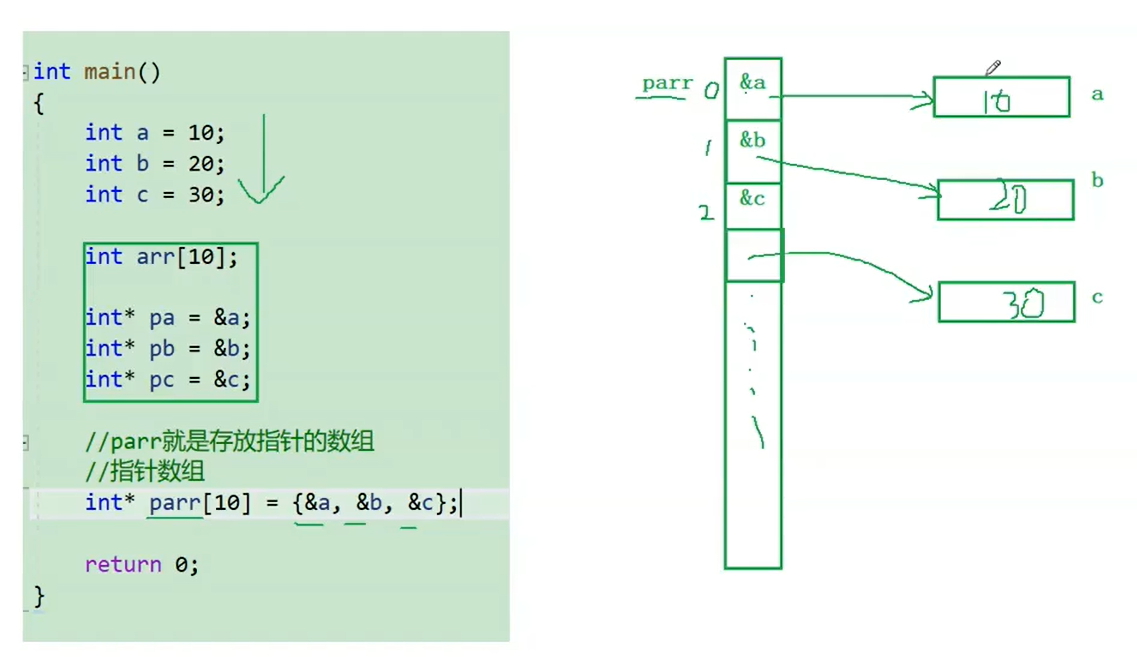 int main()
{
int a = 10;
int b = 20;
int c = 30;
int arr[10];
int* pa = &a;
int* pb = &b;
int* pc = &c;
//parr就是存放指针的数组
//指针数组
int* parr[10] = {&a, &b, &c};
return 0;
}
parr 0 &a 10 a
1 &b 20 b
2 &c
30 c